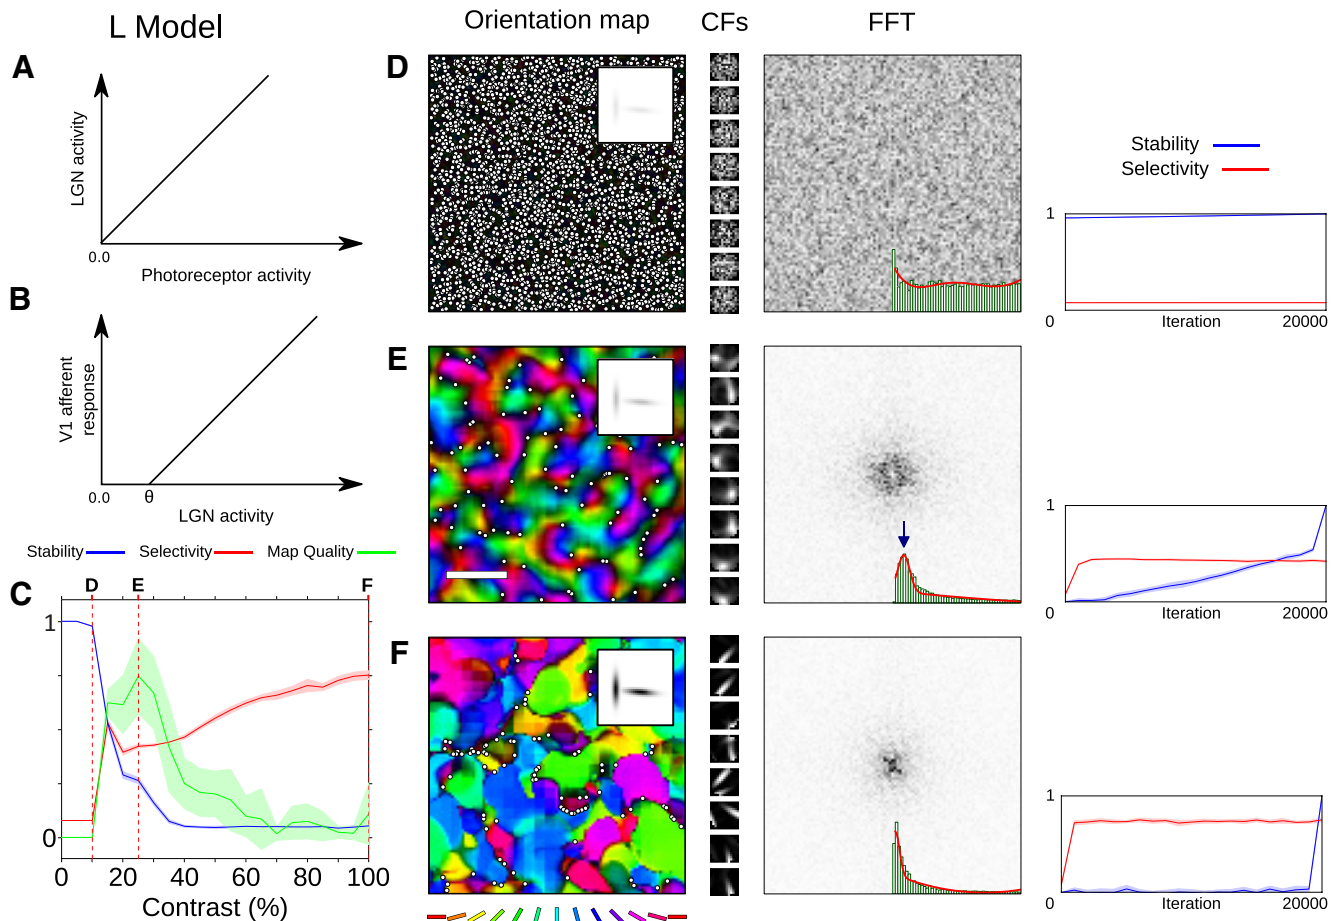 L Model
Orientation map
CFs
FFT
A
LGN activity
0.0
Photoreceptor activity
B
V1 afferent
response
0.0
θ
LGN activity
Stability
Selectivity
Map Quality
C
D
E
F
1
0
0
20
40
60
80
100
Contrast (%)
D
Stability
Selectivity
1
0
Iteration
20000
E
1
0
Iteration
20000
F
1
0
Iteration
20000